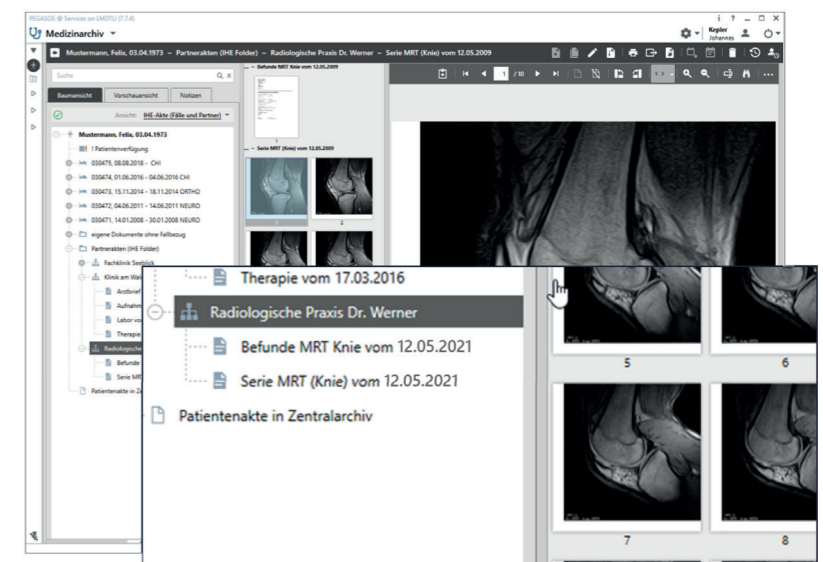 PEGASOS @ Services on LMDTLI (7.7.4)
i ?
Medizinarchiv
Kepler
Johannes
Mustermann, Felix, 03.04.1973 – Partnerakten (IHE Folder) – Radiologische Praxis Dr. Werner – Serie MRT (Knie) vom 12.05.2009
Suche
Baumansicht Vorschauansicht Notizen
Ansicht: IHE-Akte (Fälle und Partner)
... – Befunde MRT Knie vom 12.05.2009
1
... – Serie MRT (Knie) vom 12.05.2009
1 2
1 /10
Mustermann, Felix, 03.04.1973
! Patientenverfügung
030475, 08.08.2018 - CHI
030474, 01.06.2016 - 04.06.2016 CHI
030473, 15.11.2014 - 18.11.2014 ORTHO
030472, 04.06.2011 - 14.06.2011 NEURO
030471, 14.01.2008 - 30.01.2008 NEURO
eigene Dokumente ohne Fallbezug
Partnerakten (IHE Folder)
Fachklinik Seeblick
Klinik am Wal
Arztbrief
Aufnahm
Labor vo
Therapie
Radiologische
Befunde
Serie MR
Patientenakte in Ze
Therapie vom 17.03.2016
Radiologische Praxis Dr. Werner
Befunde MRT Knie vom 12.05.2021
Serie MRT (Knie) vom 12.05.2021
Patientenakte in Zentralarchiv
5 6
7 8